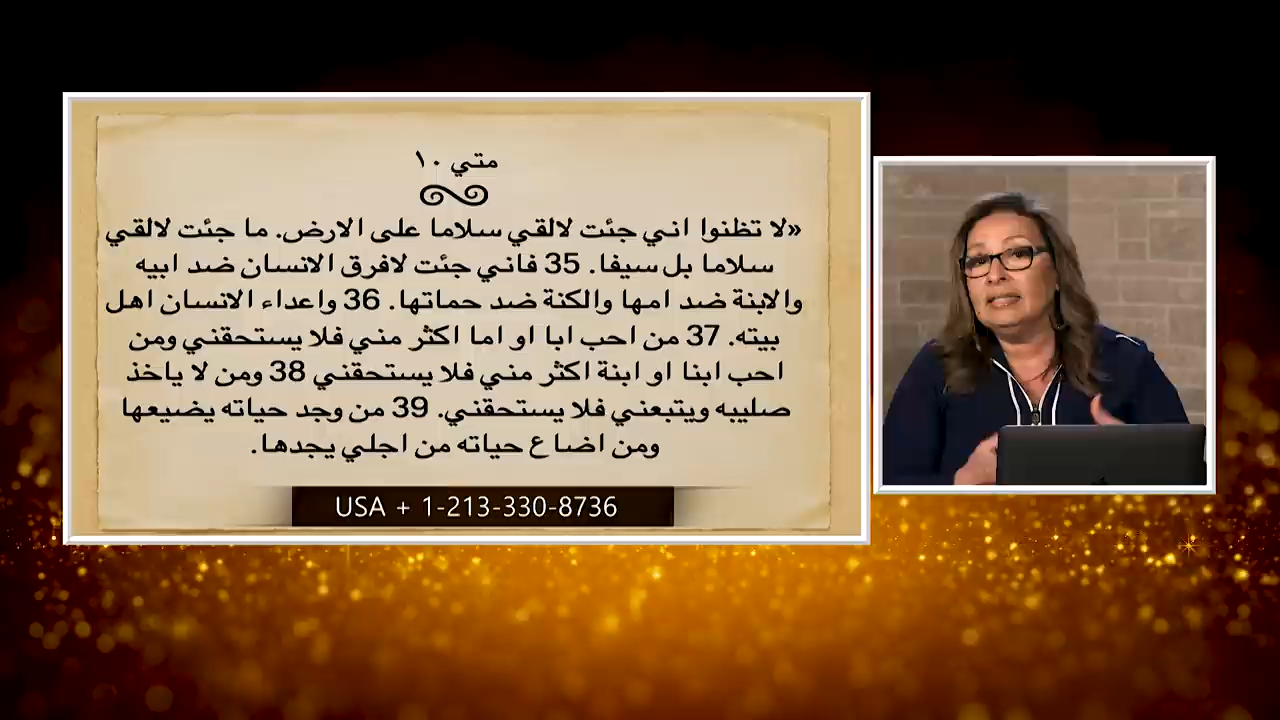 متي ١٠
«لا تظنوا اني جئت لالقي سلاما على الارض. ما جئت لالقي
سلاما بل سيفا. 35 فاني جئت لافرق الانسان ضد ابيه
والابنة ضد امها والكنة ضد حماتها. 36 واعداء الانسان اهل
بيته. 37 من احب ابا او اما اكثر مني فلا يستحقني ومن
احب ابنا او ابنة اكثر مني فلا يستحقني 38 ومن لا ياخذ
صليبه ويتبعني فلا يستحقني. 39 من وجد حياته يضيعها
ومن اضاع حياته من اجلي يجدها.
USA + 1-213-330-8736